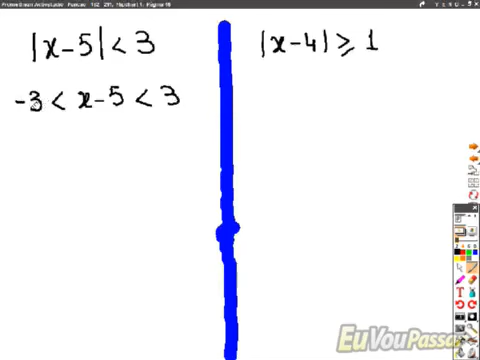 |x-5| < 3
-3 < x-5 < 3
|x-4| ≥ 1
EuVouPassar